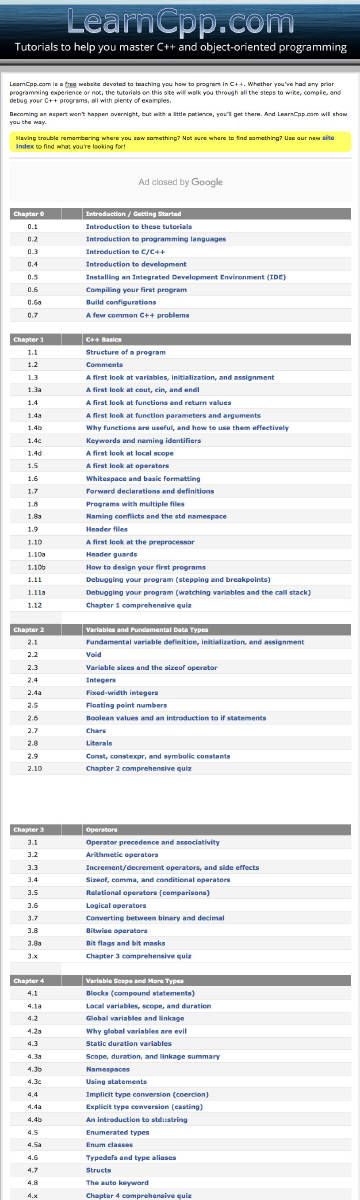 LearnCpp.com
Tutorials to help you master C++ and object-oriented programming
LearnCpp.com is a free website devoted to teaching you how to program in C++. Whether you've had any prior
programming experience or not, the tutorials on this site will walk you through all the steps to write, compile, and
debug your C++ programs, all with plenty of examples.
Becoming an expert won't happen overnight, but with a little patience, you'll get there. And LearnCpp.com will show
you the way.
Having trouble remembering where you saw something? Not sure where to find something? Use our new site
index to find what you're looking for!
Ad closed by Google
Chapter 0 Introduction / Getting Started
0.1 Introduction to these tutorials
0.2 Introduction to programming languages
0.3 Introduction to C/C++
0.4 Introduction to development
0.5 Installing an Integrated Development Environment (IDE)
0.6 Compiling your first program
0.6a Build configurations
0.7 A few common C++ problems
Chapter 1 C++ Basics
1.1 Structure of a program
1.2 Comments
1.3 A first look at variables, initialization, and assignment
1.3a A first look at cout, cin, and endl
1.4 A first look at functions and return values
1.4a A first look at function parameters and arguments
1.4b Why functions are useful, and how to use them effectively
1.4c Keywords and naming identifiers
1.4d A first look at local scope
1.5 A first look at operators
1.6 Whitespace and basic formatting
1.7 Forward declarations and definitions
1.8 Programs with multiple files
1.8a Naming conflicts and the std namespace
1.9 Header files
1.10 A first look at the preprocessor
1.10a Header guards
1.10b How to design your first programs
1.11 Debugging your program (stepping and breakpoints)
1.11a Debugging your program (watching variables and the call stack)
1.12 Chapter 1 comprehensive quiz
Chapter 2 Variables and Fundamental Data Types
2.1 Fundamental variable definition, initialization, and assignment
2.2 Void
2.3 Variable sizes and the sizeof operator
2.4 Integers
2.4a Fixed-width integers
2.5 Floating point numbers
2.6 Boolean values and an introduction to if statements
2.7 Chars
2.8 Literals
2.9 Const, constexpr, and symbolic constants
2.10 Chapter 2 comprehensive quiz
Chapter 3 Operators
3.1 Operator precedence and associativity
3.2 Arithmetic operators
3.3 Increment/decrement operators, and side effects
3.4 Sizeof, comma, and conditional operators
3.5 Relational operators (comparisons)
3.6 Logical operators
3.7 Converting between binary and decimal
3.8 Bitwise operators
3.8a Bit flags and bit masks
3.x Chapter 3 comprehensive quiz
Chapter 4 Variable Scope and More Types
4.1 Blocks (compound statements)
4.1a Local variables, scope, and duration
4.2 Global variables and linkage
4.2a Why global variables are evil
4.3 Static duration variables
4.3a Scope, duration, and linkage summary
4.3b Namespaces
4.3c Using statements
4.4 Implicit type conversion (coercion)
4.4a Explicit type conversion (casting)
4.4b An introduction to std::string
4.5 Enumerated types
4.5a Enum classes
4.6 Typedefs and type aliases
4.7 Structs
4.8 The auto keyword
4.x Chapter 4 comprehensive quiz